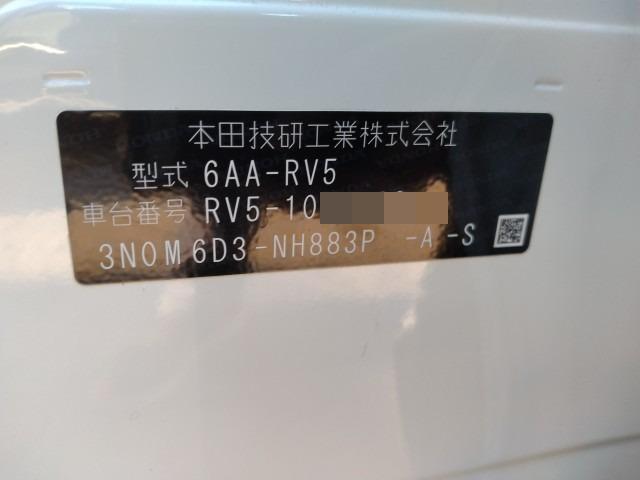 本田技研工業株式会社
型式 6AA-RV5
車台番号 RV5-10
3N0M 6D3-NH883P -A -S